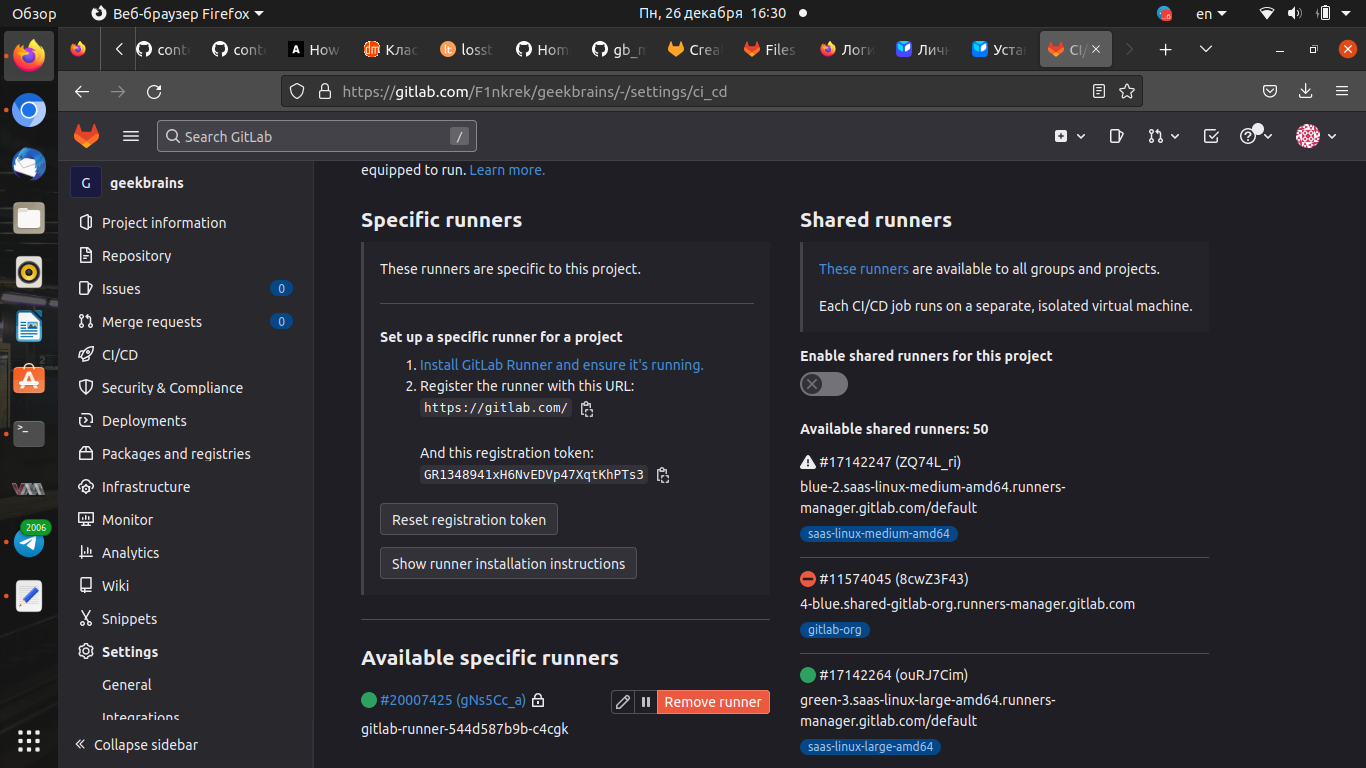 Обзор
Веб-браузер Firefox
Пн, 26 декабря 16:30
en
conte
conte
How
Клас
losst
Hom
gb_m
Crea
Files
Логи
Личн
Уста
CI/
https://gitlab.com/F1nkrek/geekbrains/-/settings/ci_cd
Search GitLab
/
G
geekbrains
Project information
Repository
Issues
0
Merge requests
0
CI/CD
Security & Compliance
Deployments
Packages and registries
Infrastructure
Monitor
Analytics
Wiki
Snippets
Settings
General
Integrations
Collapse sidebar
2006
equipped to run. Learn more.
Specific runners
These runners are specific to this project.
Set up a specific runner for a project
1. Install GitLab Runner and ensure it's running.
2. Register the runner with this URL:
https://gitlab.com/
And this registration token:
GR1348941xH6NvEDVp47XqtKhPTs3
Reset registration token
Show runner installation instructions
Available specific runners
#20007425 (gNs5Cc_a)
Remove runner
gitlab-runner-544d587b9b-c4cgk
Shared runners
These runners are available to all groups and projects.
Each CI/CD job runs on a separate, isolated virtual machine.
Enable shared runners for this project
Available shared runners: 50
#17142247 (ZQ74L_ri)
blue-2.saas-linux-medium-amd64.runners-
manager.gitlab.com/default
saas-linux-medium-amd64
#11574045 (8cwZ3F43)
4-blue.shared-gitlab-org.runners-manager.gitlab.com
gitlab-org
#17142264 (ouRJ7Cim)
green-3.saas-linux-large-amd64.runners-
manager.gitlab.com/default
saas-linux-large-amd64